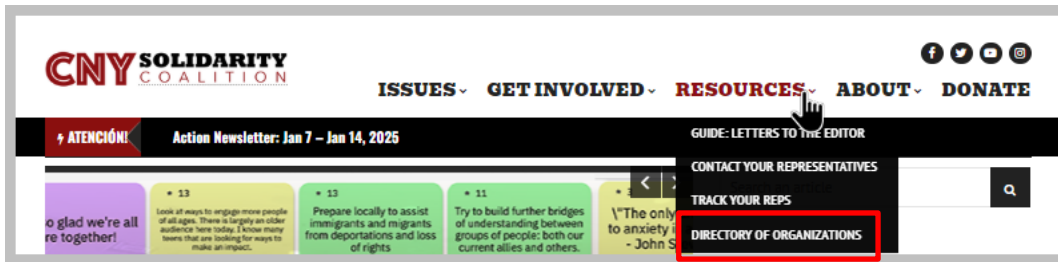 CNY SOLIDARITY
COALITION
ISSUES GET INVOLVED RESOURCES ABOUT DONATE
ATENCIÓN! Action Newsletter: Jan 7 – Jan 14, 2025
GUIDE: LETTERS TO THE EDITOR
CONTACT YOUR REPRESENTATIVES
TRACK YOUR REPS
DIRECTORY OF ORGANIZATIONS
o glad we're all
re together!
* 13
Look at ways to engage more people
of all ages. There is largely an older
audience here today. I know many
teens that are looking for ways to
make an impact.
* 13
Prepare locally to assist
immigrants and migrants
from deportations and loss
of rights
* 11
Try to build further bridges
of understanding between
groups of people: both our
current allies and others.
\"The only
to anxiety i
- John S